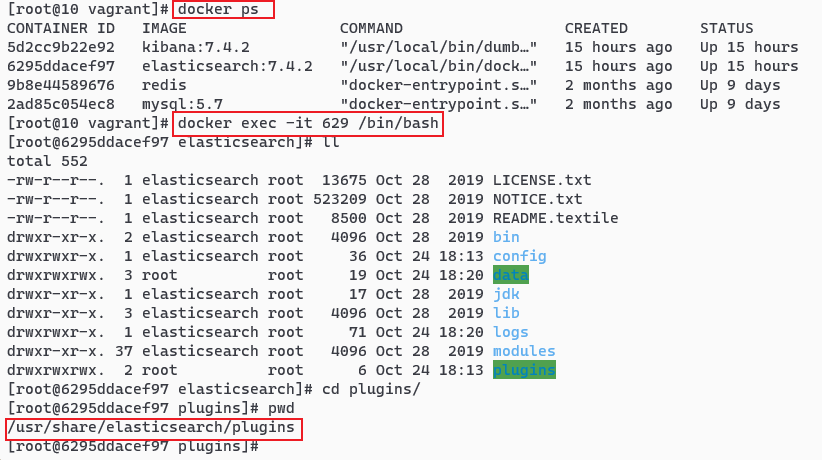 [root@10 vagrant]# docker ps
CONTAINER ID   IMAGE                 COMMAND                  CREATED        STATUS
5d2cc9b22e92   kibana:7.4.2          "/usr/local/bin/dumb…"   15 hours ago   Up 15 hours
6295ddacef97   elasticsearch:7.4.2   "/usr/local/bin/dock…"   15 hours ago   Up 15 hours
9b8e44589676   redis                 "docker-entrypoint.s…"   2 months ago   Up 9 days
2ad85c054ec8   mysql:5.7             "docker-entrypoint.s…"   2 months ago   Up 9 days
[root@10 vagrant]# docker exec -it 629 /bin/bash
[root@6295ddacef97 elasticsearch]# ll
total 552
-rw-r--r--.  1 elasticsearch root  13675 Oct 28  2019 LICENSE.txt
-rw-r--r--.  1 elasticsearch root 523209 Oct 28  2019 NOTICE.txt
-rw-r--r--.  1 elasticsearch root   8500 Oct 28  2019 README.textile
drwxr-xr-x.  2 elasticsearch root   4096 Oct 28  2019 bin
drwxrwxr-x.  1 elasticsearch root     36 Oct 24 18:13 config
drwxrwxrwx.  3 root          root     19 Oct 24 18:20 data
drwxr-xr-x.  1 elasticsearch root     17 Oct 28  2019 jdk
drwxr-xr-x.  3 elasticsearch root   4096 Oct 28  2019 lib
drwxrwxr-x.  1 elasticsearch root     71 Oct 24 18:20 logs
drwxr-xr-x. 37 elasticsearch root   4096 Oct 28  2019 modules
drwxrwxrwx.  2 root          root      6 Oct 24 18:13 plugins
[root@6295ddacef97 elasticsearch]# cd plugins/
[root@6295ddacef97 plugins]# pwd
/usr/share/elasticsearch/plugins
[root@6295ddacef97 plugins]#